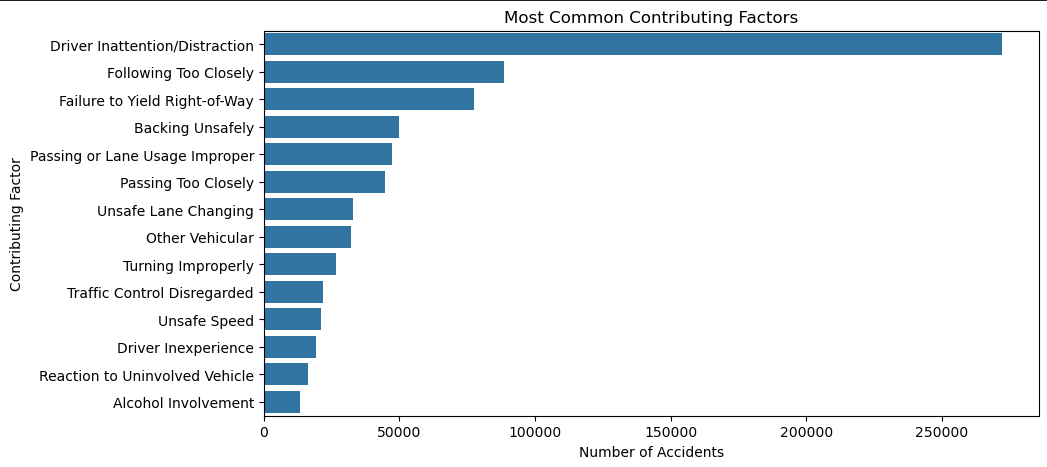 Most Common Contributing Factors
Contributing Factor
Driver Inattention/Distraction
Following Too Closely
Failure to Yield Right-of-Way
Backing Unsafely
Passing or Lane Usage Improper
Passing Too Closely
Unsafe Lane Changing
Other Vehicular
Turning Improperly
Traffic Control Disregarded
Unsafe Speed
Driver Inexperience
Reaction to Uninvolved Vehicle
Alcohol Involvement
0 50000 100000 150000 200000 250000
Number of Accidents